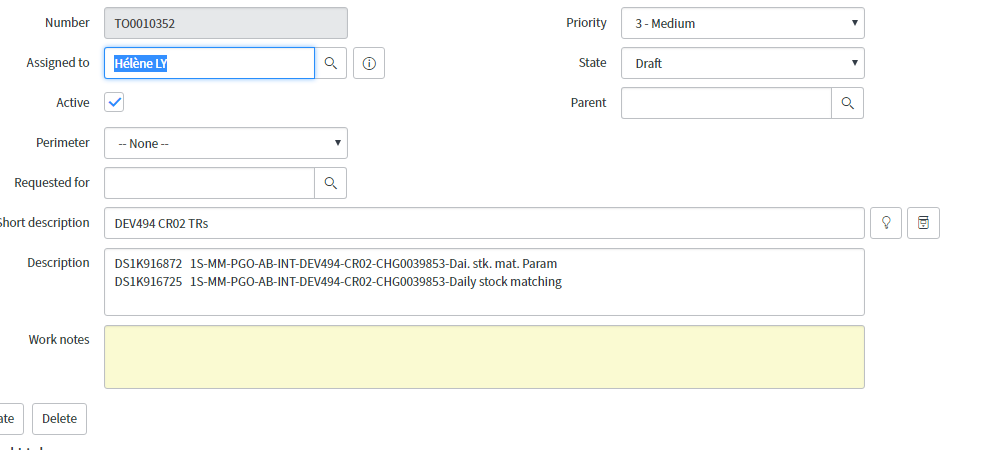 Number TO0010352 Priority 3 - Medium
Assigned to Hélène LY State Draft
Active Parent
Perimeter -- None --
Requested for
Short description DEV494 CR02 TRs
Description DS1K916872 1S-MM-PGO-AB-INT-DEV494-CR02-CHG0039853-Dai. stk. mat. Param
DS1K916725 1S-MM-PGO-AB-INT-DEV494-CR02-CHG0039853-Daily stock matching
Work notes
ate Delete